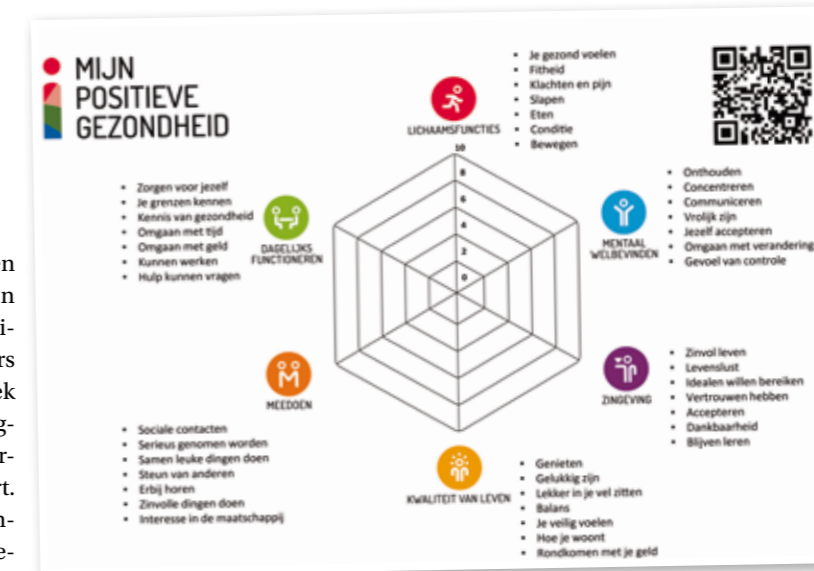 MIJN
POSITIEVE
GEZONDHEID
LICHAAMSFUNCTIES
• Je gezond voelen
• Fitheid
• Klachten en pijn
• Slapen
• Eten
• Conditie
• Bewegen
MENTAAL
WELBEVINDEN
• Onthouden
• Concentreren
• Communiceren
• Vrolijk zijn
• Jezelf accepteren
• Omgaan met verandering
• Gevoel van controle
ZINGEVING
• Zinvol leven
• Levenslust
• Idealen willen bereiken
• Vertrouwen hebben
• Accepteren
• Dankbaarheid
• Blijven leren
KWALITEIT VAN LEVEN
• Genieten
• Gelukkig zijn
• Lekker in je vel zitten
• Balans
• Je veilig voelen
• Hoe je woont
• Rondkomen met je geld
MEEDOEN
• Sociale contacten
• Serieus genomen worden
• Samen leuke dingen doen
• Steun van anderen
• Erbij horen
• Zinvolle dingen doen
• Interesse in de maatschappij
DAGELIJKS
FUNCTIONEREN
• Zorgen voor jezelf
• Je grenzen kennen
• Kennis van gezondheid
• Omgaan met tijd
• Omgaan met geld
• Kunnen werken
• Hulp kunnen vragen
10
8
6
4
2
0
en
n
i-
rs
ek
g-
r-
t.
n-
e-